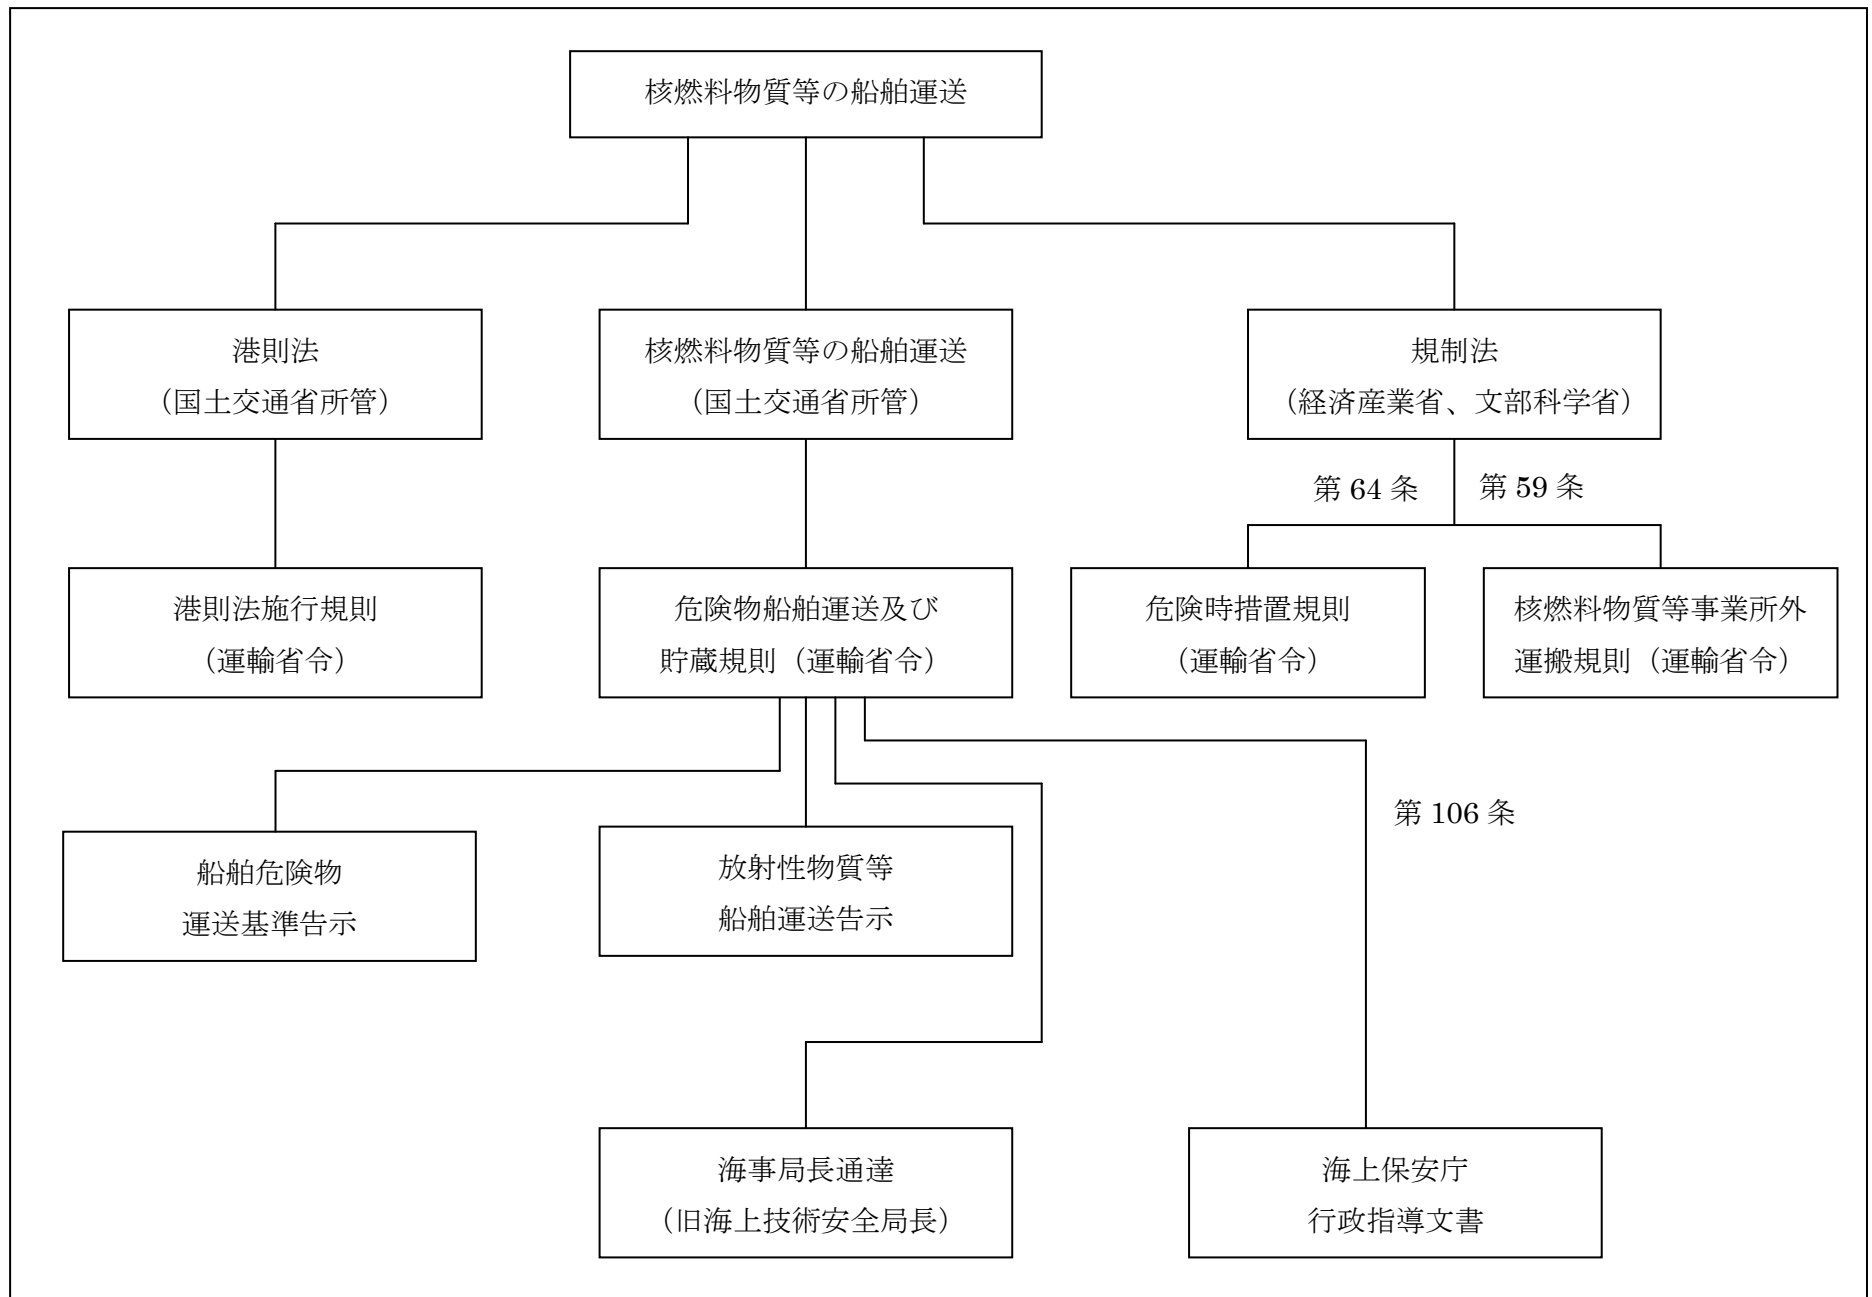 核燃料物質等の船舶運送
港則法
（国土交通省所管）
核燃料物質等の船舶運送
（国土交通省所管）
規制法
（経済産業省、文部科学省）
第 64 条
第 59 条
港則法施行規則
（運輸省令）
危険物船舶運送及び
貯蔵規則（運輸省令）
危険時措置規則
（運輸省令）
核燃料物質等事業所外
運搬規則（運輸省令）
第 106 条
船舶危険物
運送基準告示
放射性物質等
船舶運送告示
海事局長通達
（旧海上技術安全局長）
海上保安庁
行政指導文書